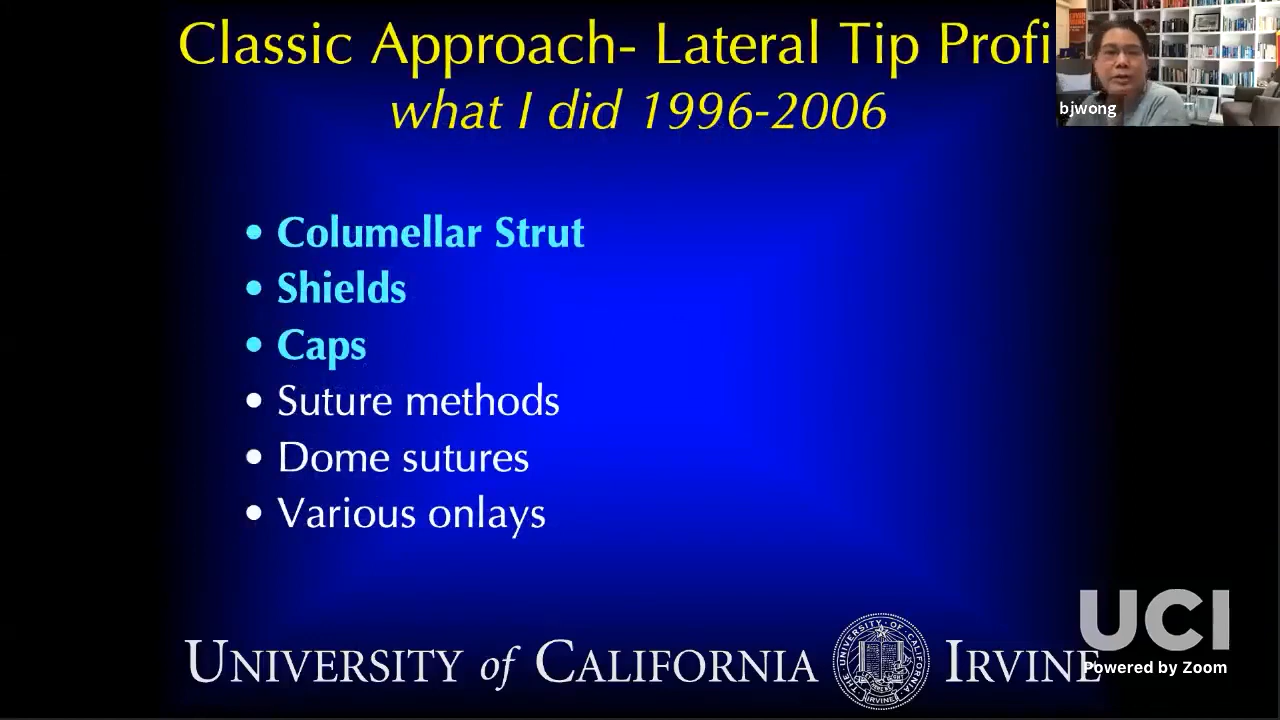 Classic Approach- Lateral Tip Profi
what I did 1996-2006
bjwong
• Columellar Strut
• Shields
• Caps
• Suture methods
• Dome sutures
• Various onlays
UCI
UNIVERSITY of CALIFORNIA IRVINE
Powered by Zoom